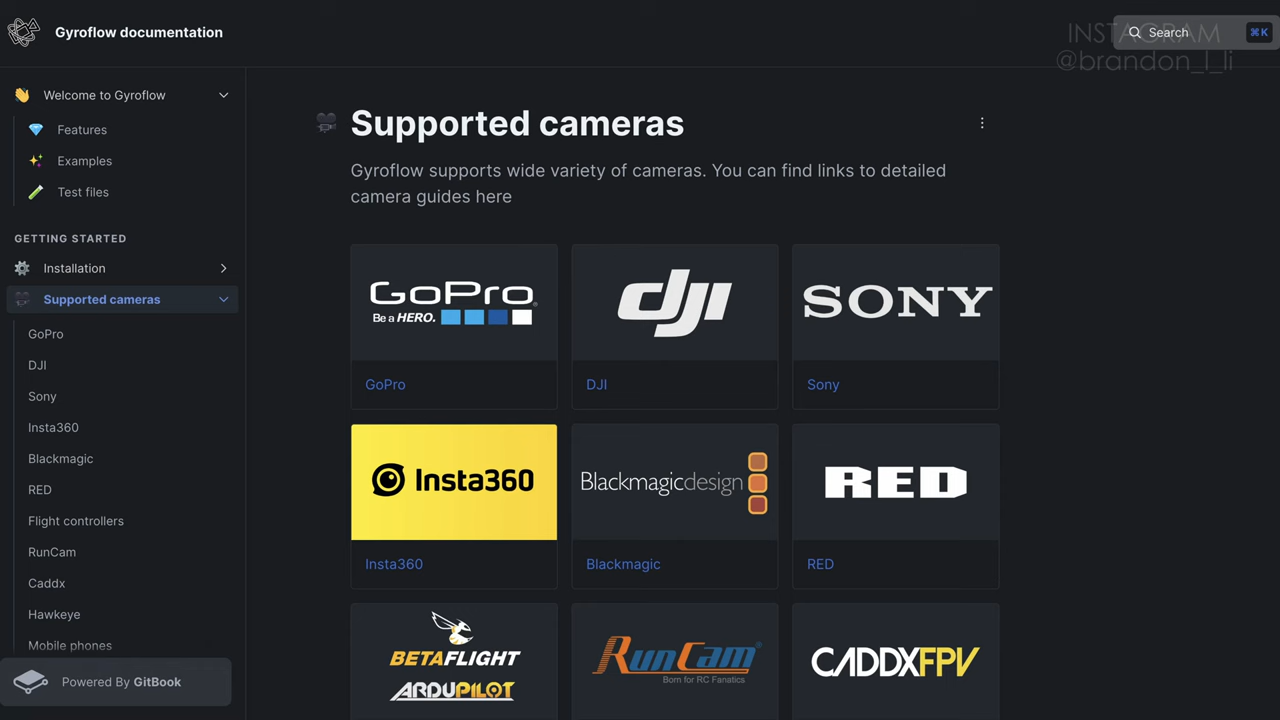 Gyroflow documentation
INSTAGRAM
@brandon_l_li
Search
⌘K
Welcome to Gyroflow
Features
Examples
Test files
GETTING STARTED
Installation
Supported cameras
GoPro
DJI
Sony
Insta360
Blackmagic
RED
Flight controllers
RunCam
Caddx
Hawkeye
Mobile phones
Powered By GitBook
Supported cameras
Gyroflow supports wide variety of cameras. You can find links to detailed
camera guides here
GoPro
Be a HERO.
GoPro
dji
DJI
SONY
Sony
Insta360
Insta360
Blackmagicdesign
Blackmagic
RED
RED
BETAFLIGHT
ARDUPILOT
RunCam
Born for RC Fanatics
CADDXFPV